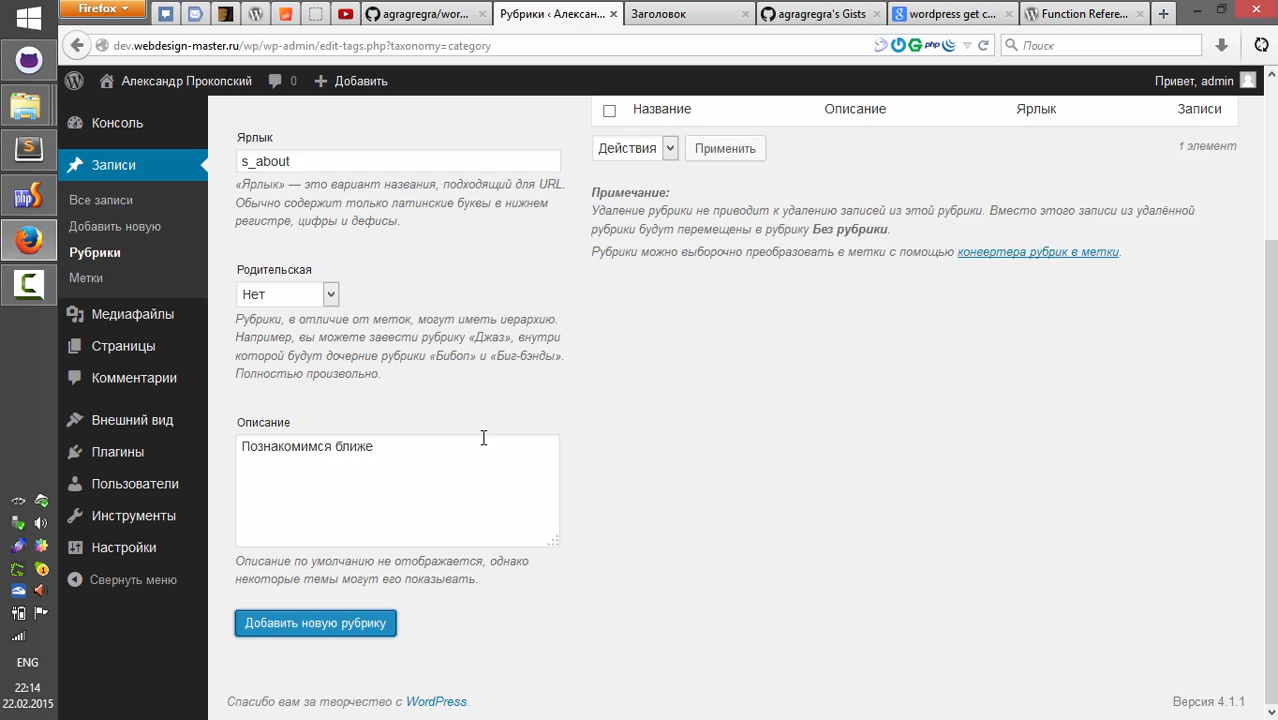 Firefox
agragregra/wor...
Рубрики ‹ Алексан...
Заголовок
agragregra's Gists
wordpress get c...
Function Refere...
dev.webdesign-master.ru/wp/wp-admin/edit-tags.php?taxonomy=category
php
Поиск
Александр Прокопский
0
Добавить
Привет, admin
Консоль
Записи
Все записи
Добавить новую
Рубрики
Метки
Медиафайлы
Страницы
Комментарии
Внешний вид
Плагины
Пользователи
Инструменты
Настройки
Свернуть меню
Ярлык
s_about
«Ярлык» — это вариант названия, подходящий для URL.
Обычно содержит только латинские буквы в нижнем
регистре, цифры и дефисы.
Родительская
Нет
Рубрики, в отличие от меток, могут иметь иерархию.
Например, вы можете завести рубрику «Джаз», внутри
которой будут дочерние рубрики «Бибоп» и «Биг-бэнды».
Полностью произвольно.
Описание
Познакомимся ближе
Описание по умолчанию не отображается, однако
некоторые темы могут его показывать.
Добавить новую рубрику
Название
Описание
Ярлык
Записи
Действия
Применить
1 элемент
Примечание:
Удаление рубрики не приводит к удалению записей из этой рубрики. Вместо этого записи из удалённой
рубрики будут перемещены в рубрику Без рубрики.
Рубрики можно выборочно преобразовать в метки с помощью конвертера рубрик в метки.
Спасибо вам за творчество с WordPress.
Версия 4.1.1
ENG
22:14
22.02.2015